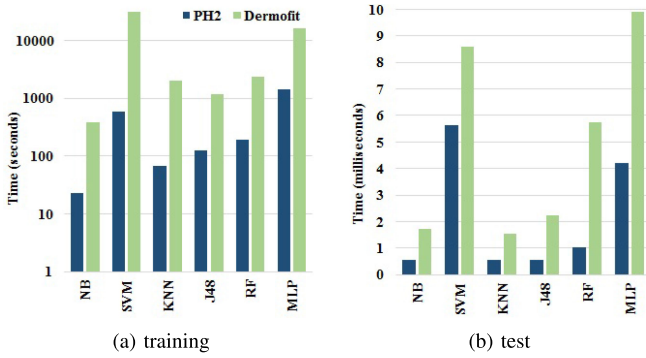 PH2 Dermofit
Time (seconds)
10000
1000
100
10
1
NB
SVM
KNN
J48
RF
MLP
(a) training
Time (milliseconds)
10
9
8
7
6
5
4
3
2
1
0
NB
SVM
KNN
J48
RF
MLP
(b) test